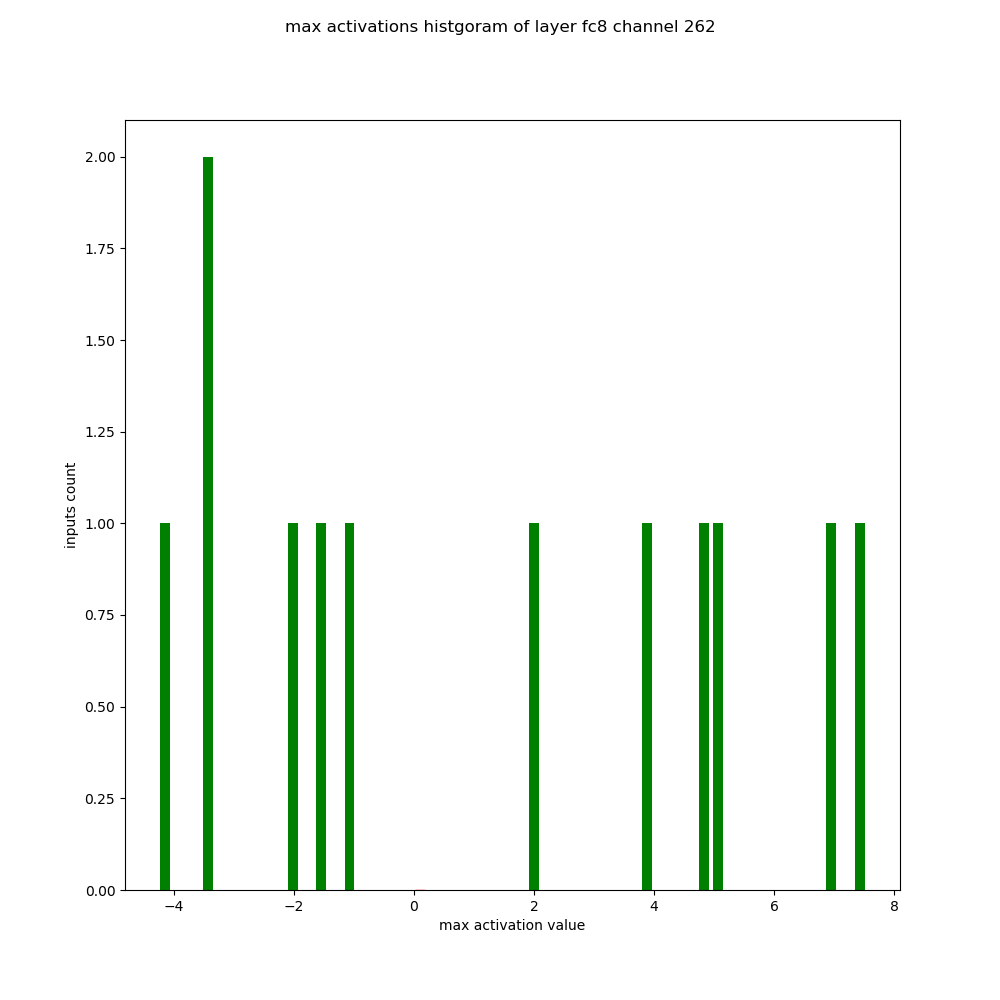 max activations histgoram of layer fc8 channel 262
2.00
1.75
1.50
1.25
1.00
0.75
0.50
0.25
0.00
inputs count
−4 −2 0 2 4 6 8
max activation value